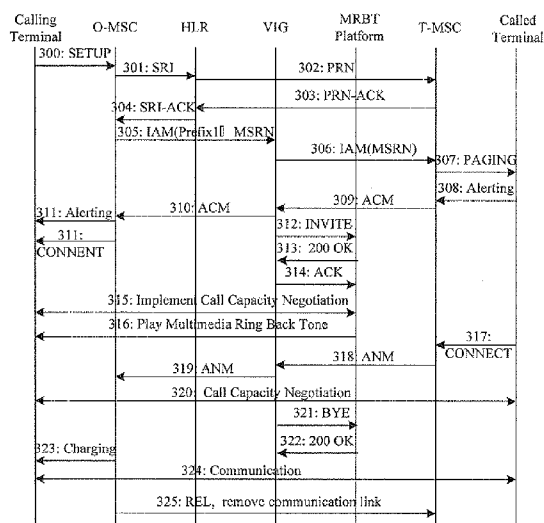 Calling Terminal
O-MSC
HLR
VIG
MRBT Platform
T-MSC
Called Terminal
300: SETUP
301: SRI
302: PRN
303: PRN-ACK
304: SRI-ACK
305: IAM(Prefix1 MSRN
306: IAM(MSRN)
307: PAGING
308: Alerting
309: ACM
310: ACM
311: Alerting
311: CONNENT
312: INVITE
313: 200 OK
314: ACK
315: Implement Call Capacity Negotiation
316: Play Multimedia Ring Back Tone
317: CONNECT
318: ANM
319: ANM
320: Call Capacity Negotiation
321: BYE
322: 200 OK
323: Charging
324: Communication
325: REL, remove communication link